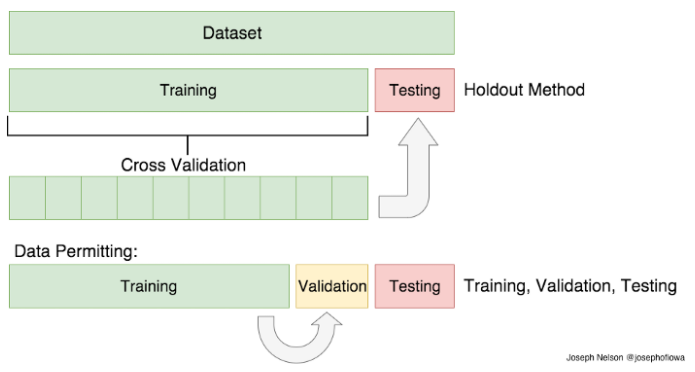 Dataset
Training
Testing
Holdout Method
Cross Validation
Data Permitting:
Training
Validation
Testing
Training, Validation, Testing
Joseph Nelson @josephofiowa